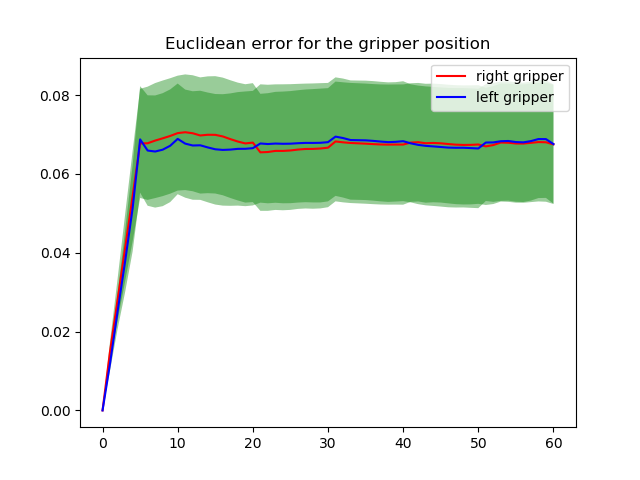 Euclidean error for the gripper position
right gripper
left gripper
0.08
0.06
0.04
0.02
0.00
0 10 20 30 40 50 60